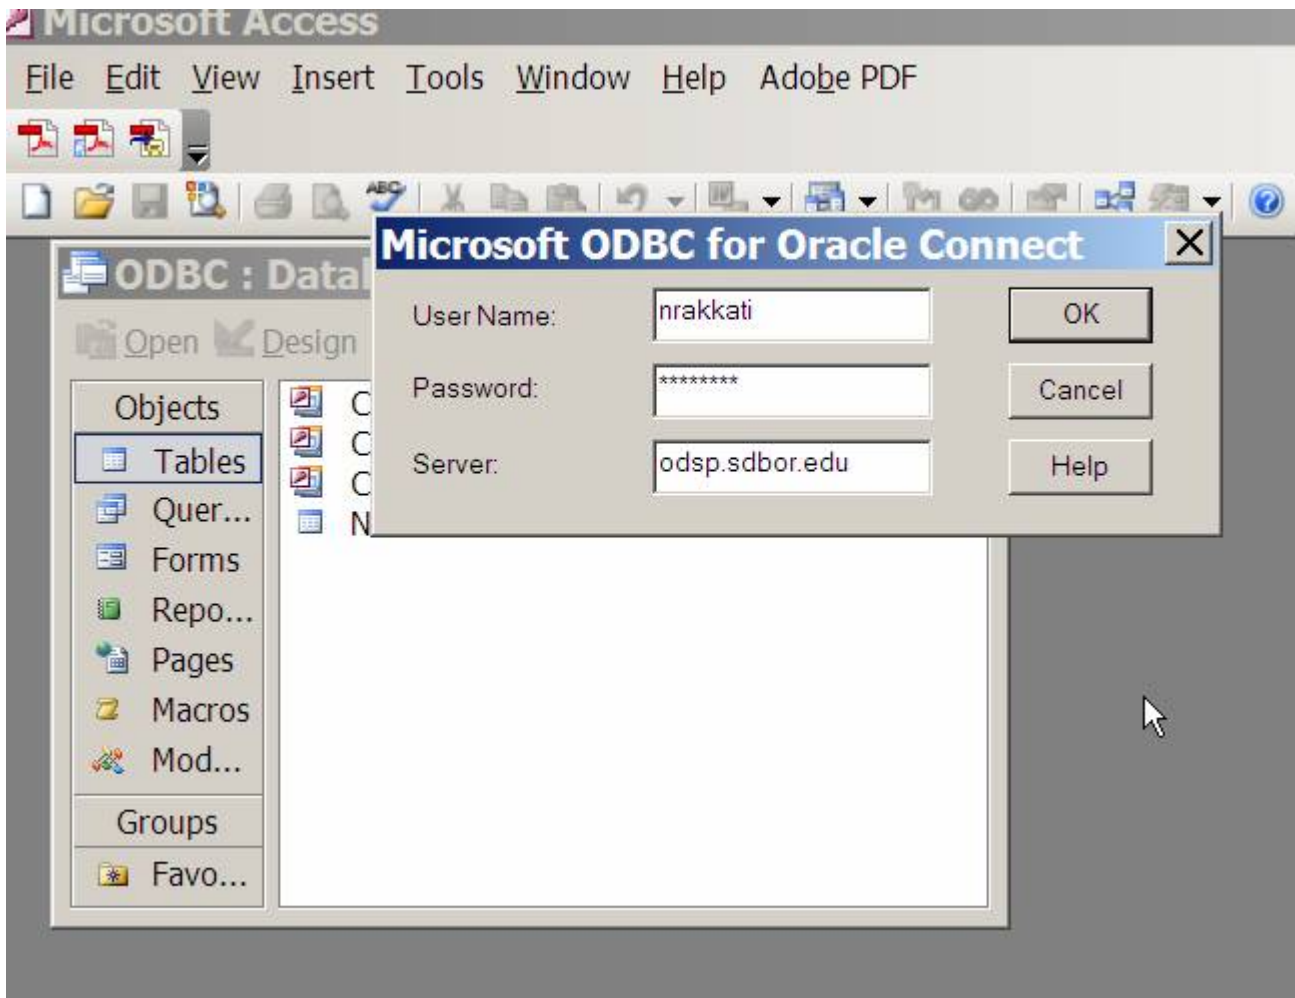 Microsoft Access
File Edit View Insert Tools Window Help Adobe PDF
ABC
Microsoft ODBC for Oracle Connect
ODBC :
User Name: nrakkati OK
Open Design
Password: ******** Cancel
Objects
C
Tables
C
Server: odsp.sdbor.edu Help
C
Quer...
N
Forms
Repo...
Pages
Macros
Mod...
Groups
Favo...